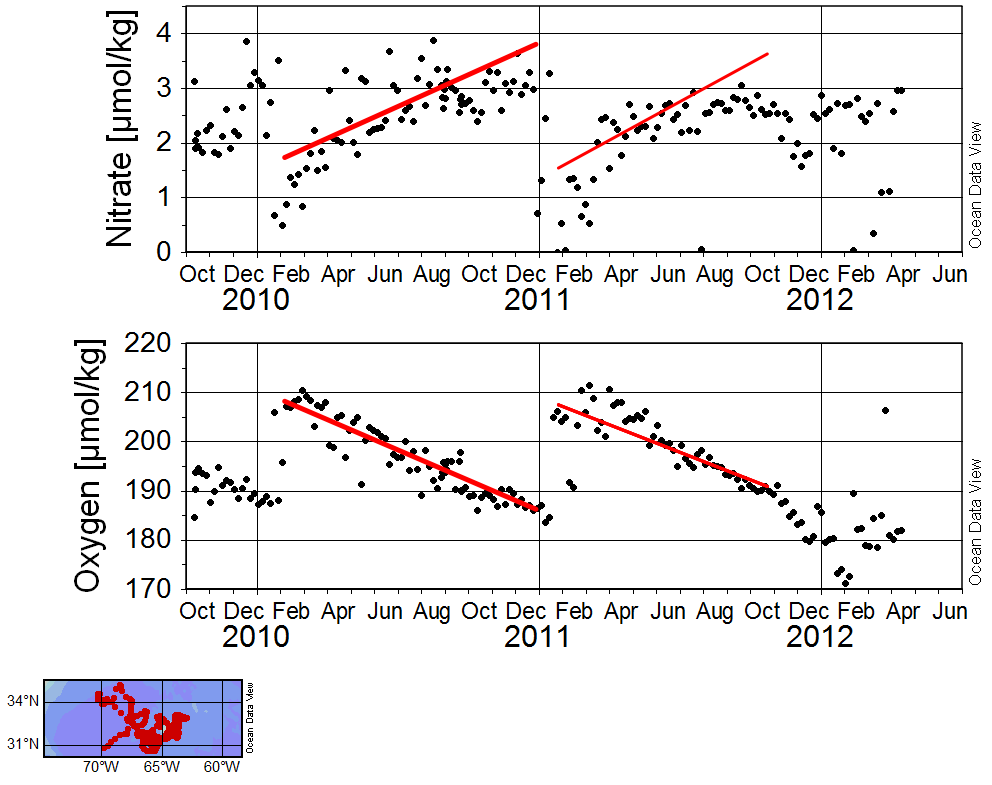 Nitrate [µmol/kg]
4
3
2
1
0
Oct Dec Feb Apr Jun Aug Oct Dec Feb Apr Jun Aug Oct Dec Feb Apr Jun
2010 2011 2012
Ocean Data View
Oxygen [µmol/kg]
220
210
200
190
180
170
Oct Dec Feb Apr Jun Aug Oct Dec Feb Apr Jun Aug Oct Dec Feb Apr Jun
2010 2011 2012
Ocean Data View
34°N
31°N
70°W 65°W 60°W
Ocean Data View